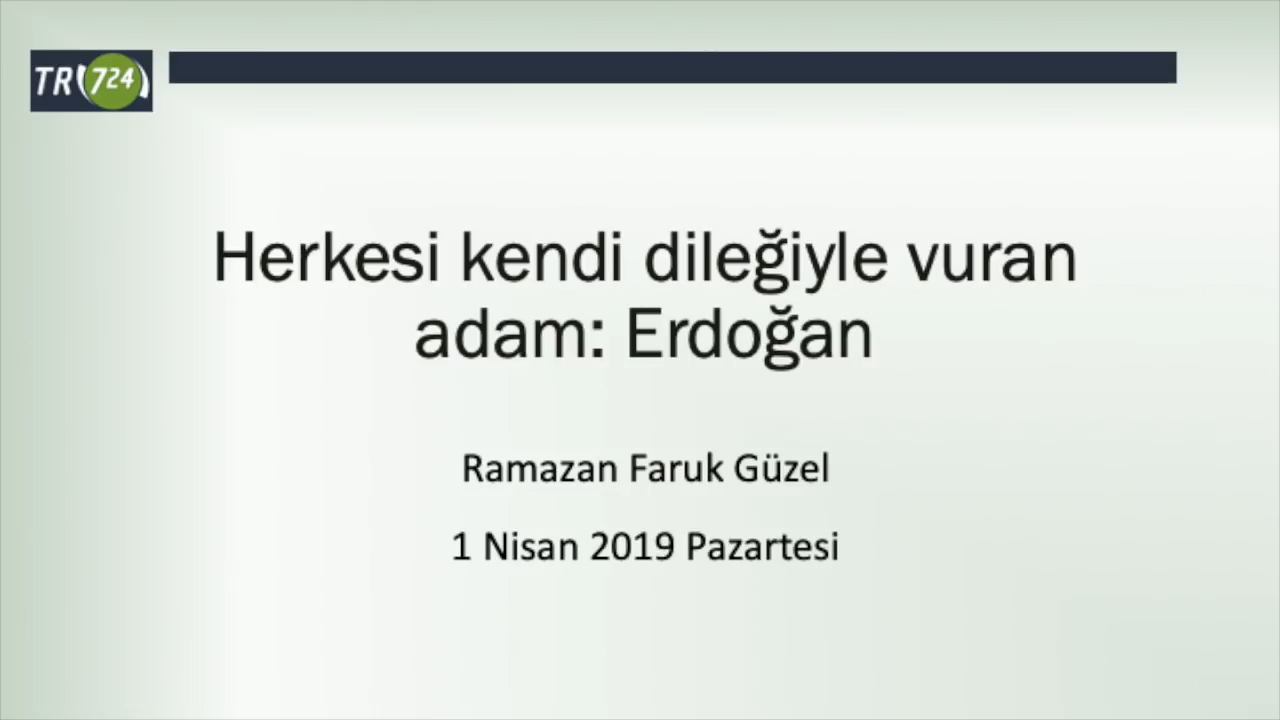 TR724
Herkesi kendi dileğiyle vuran
adam: Erdoğan
Ramazan Faruk Güzel
1 Nisan 2019 Pazartesi